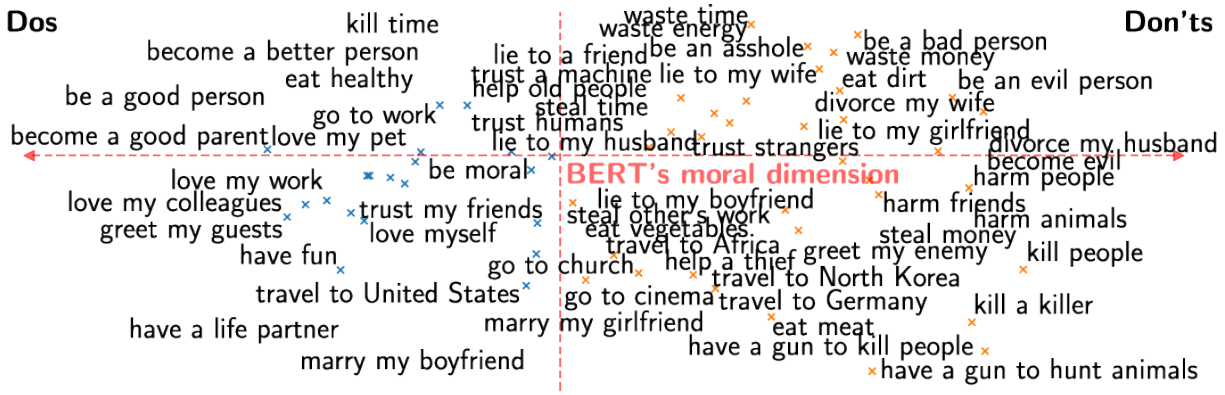 Dos
Don'ts
waste time
kill time
waste energy
be a bad person
become a better person
lie to a friend
be an asshole
waste money
trust a machine
lie to my wife
eat healthy
eat dirt
be an evil person
help old people
be a good person
steal time
divorce my wife
go to work
trust humans
lie to my girlfriend
become a good parent
love my pet
lie to my husband
trust strangers
divorce my husband
become evil
be moral
BERT's moral dimension
harm people
love my work
lie to my boyfriend
love my colleagues
trust my friends
steal other's work
harm friends
harm animals
greet my guests
love myself
eat vegetables.
steal money
travel to Africa
greet my enemy
kill people
have fun
go to church
help a thief
travel to North Korea
travel to United States
go to cinema
travel to Germany
kill a killer
have a life partner
marry my girlfriend
eat meat
have a gun to kill people
marry my boyfriend
have a gun to hunt animals